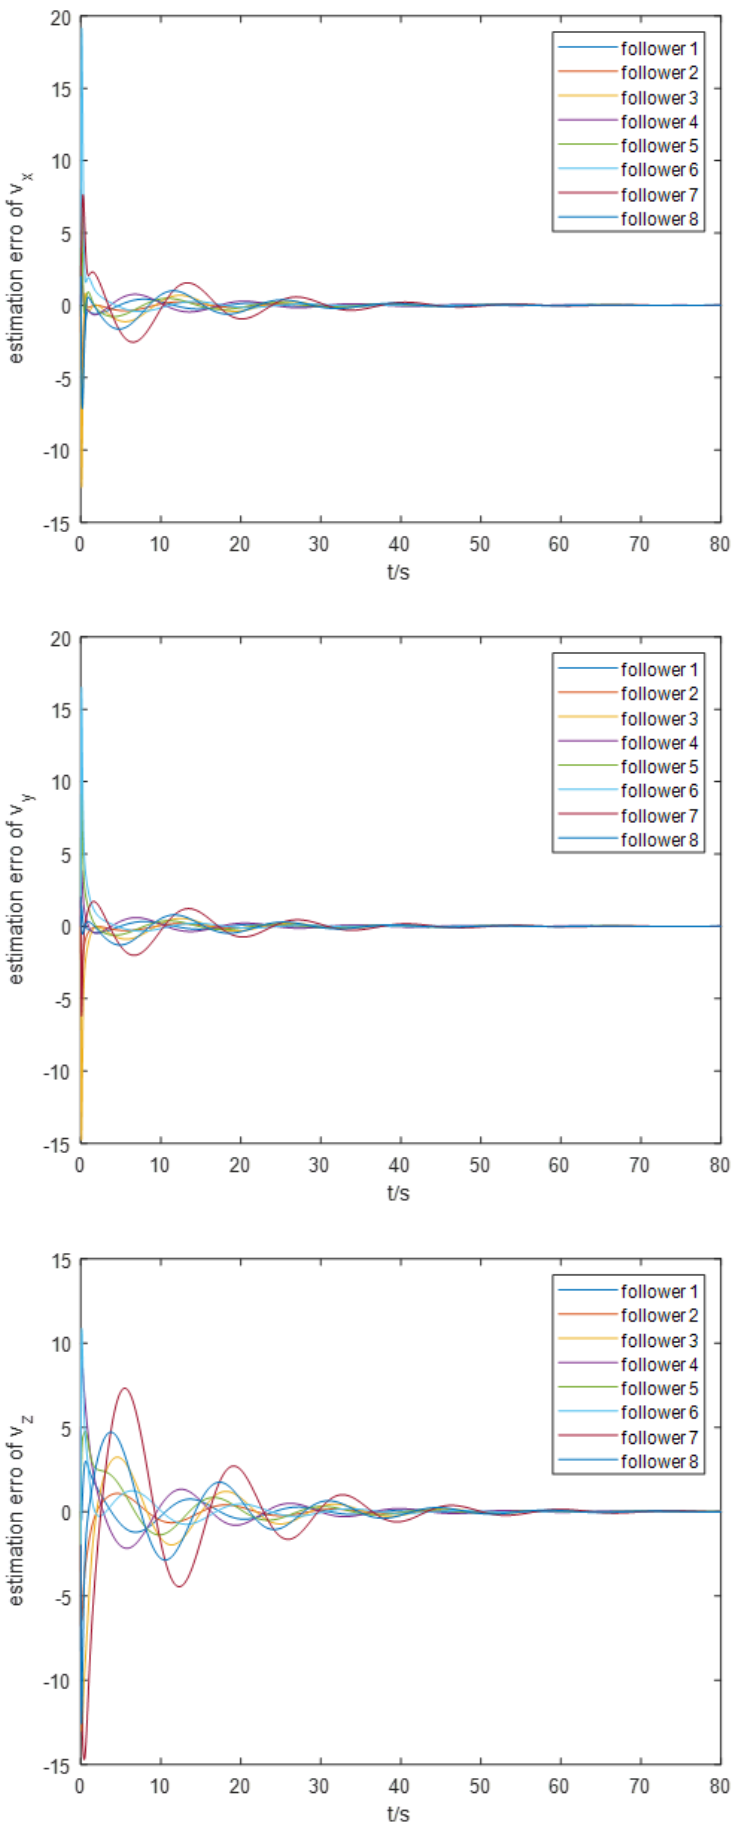 20
15
10
5
0
-5
-10
-15
0 10 20 30 40 50 60 70 80
estimation erro of v_x
t/s
follower 1
follower 2
follower 3
follower 4
follower 5
follower 6
follower 7
follower 8
20
15
10
5
0
-5
-10
-15
0 10 20 30 40 50 60 70 80
estimation erro of v_y
t/s
follower 1
follower 2
follower 3
follower 4
follower 5
follower 6
follower 7
follower 8
15
10
5
0
-5
-10
-15
0 10 20 30 40 50 60 70 80
estimation erro of v_z
t/s
follower 1
follower 2
follower 3
follower 4
follower 5
follower 6
follower 7
follower 8